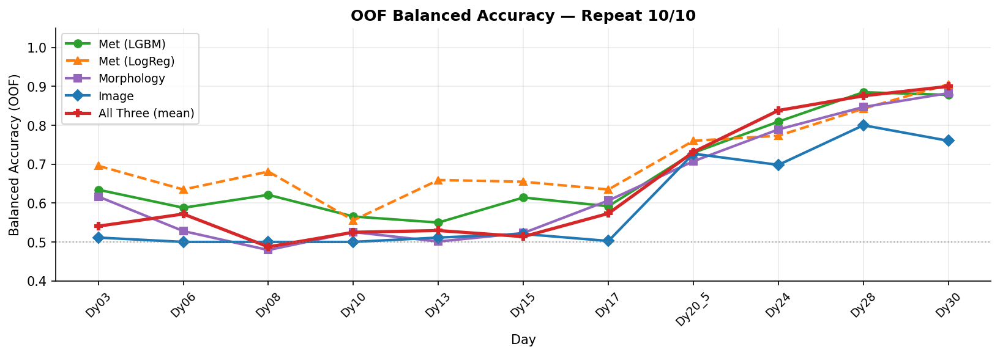 OOF Balanced Accuracy — Repeat 10/10
Balanced Accuracy (OOF)
1.0
0.9
0.8
0.7
0.6
0.5
0.4
Met (LGBM)
Met (LogReg)
Morphology
Image
All Three (mean)
Dy03
Dy06
Dy08
Dy10
Dy13
Dy15
Dy17
Dy20_5
Dy24
Dy28
Dy30
Day